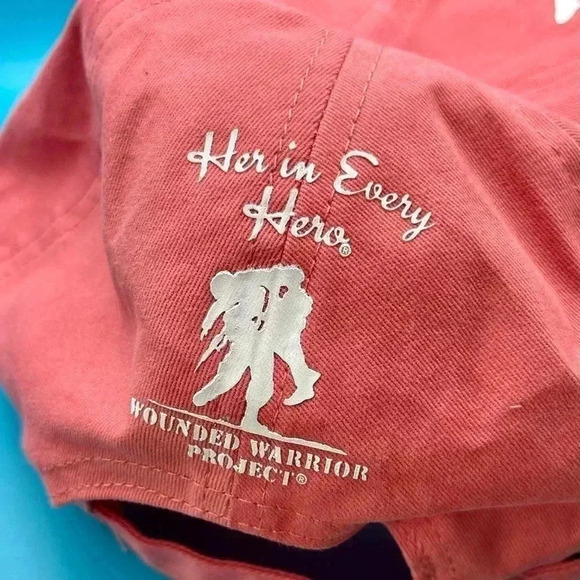 Her in Every
Hero®
WOUNDED WARRIOR
PROJECT®